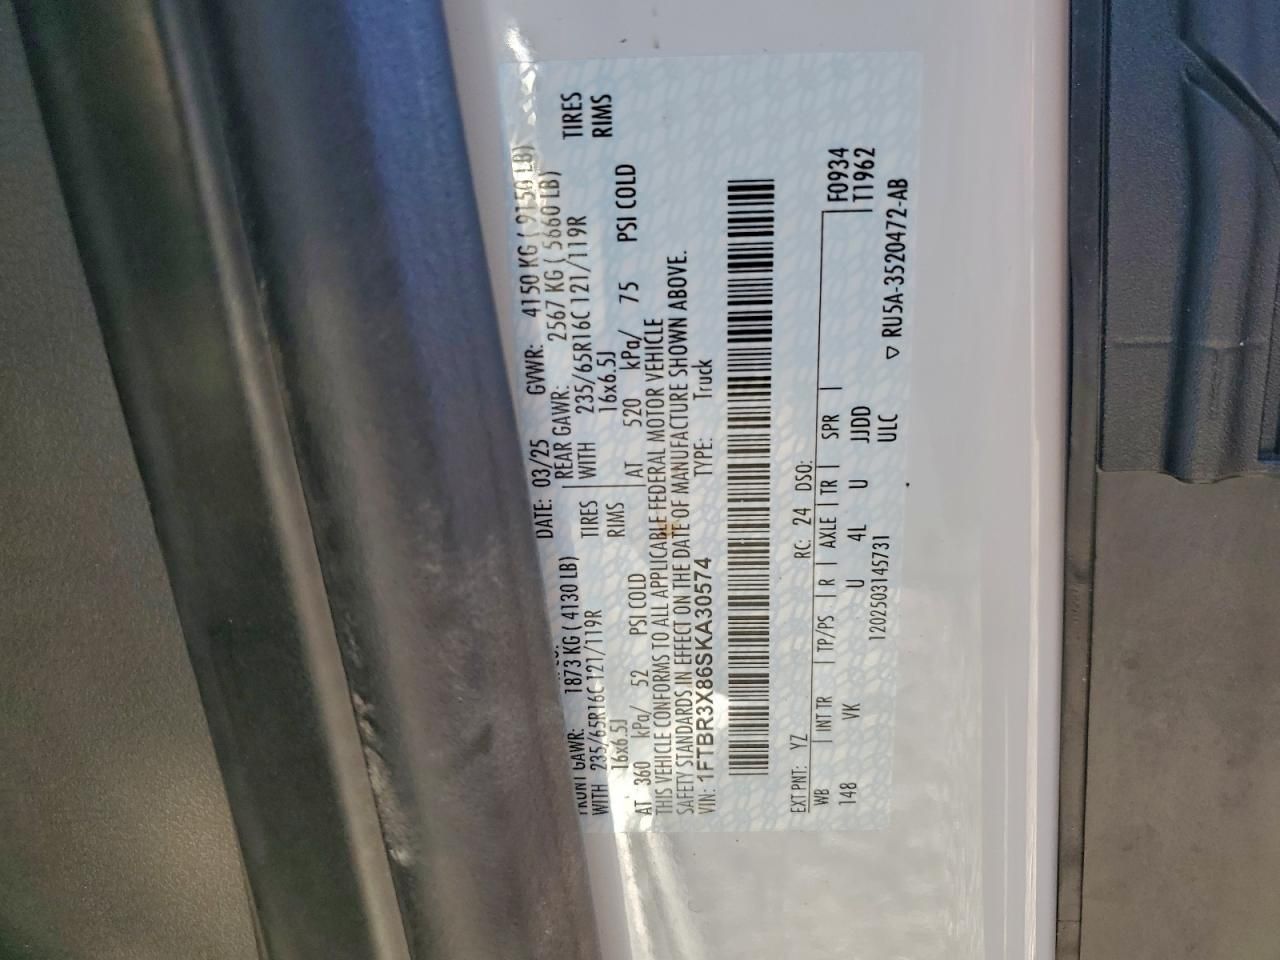 DATE: 03/25 GVWR: 4150 KG ( 9150 LB)
FRONT GAWR: 1873 KG ( 4130 LB) REAR GAWR: 2567 KG ( 5660 LB)
WITH 235/65R16C 121/119R TIRES WITH 235/65R16C 121/119R TIRES
16x6.5J RIMS 16x6.5J RIMS
AT 360 kPa/ 52 PSI COLD AT 520 kPa/ 75 PSI COLD
THIS VEHICLE CONFORMS TO ALL APPLICABLE FEDERAL MOTOR VEHICLE
SAFETY STANDARDS IN EFFECT ON THE DATE OF MANUFACTURE SHOWN ABOVE.
VIN: 1FTBR3X86SKA30574 TYPE: Truck
EXT PNT: YZ RC: 24 DSO:
WB INT TR TP/PS R AXLE TR SPR F0934
148 VK U 4L U JJDD T1962
1202503145731 ULC
▽ RU5A-3520472-AB